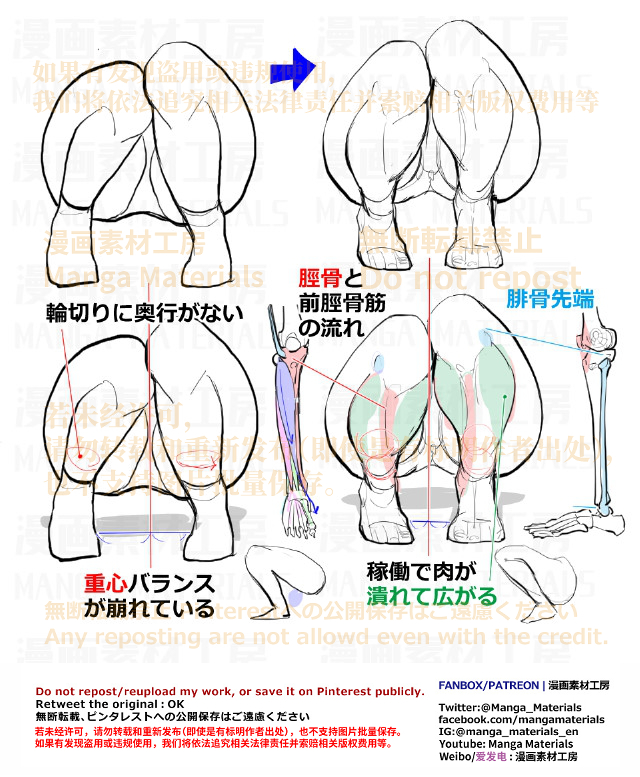 漫画素材工房
MANGA MATERIALS
如果有发现盗用或违规使用,
我们将依法追究相关法律责任并索赔相关版权费用等
漫画素材工房
Manga Materials
無断転載禁止
Do not repost
輪切りに奥行がない
脛骨と
前脛骨筋
の流れ
腓骨先端
若未经许可,
请勿转载和重新发布(即使是有标明作者出处),
也不支持图片批量保存。
重心バランス
が崩れている
稼働で肉が
潰れて広がる
無断転載、Pinterestへの公開保存はご遠慮ください
Any reposting are not allowd even with the credit.
Do not repost/reupload my work, or save it on Pinterest publicly.
Retweet the original : OK
無断転載、ピンタレストへの公開保存はご遠慮ください
若未经许可，请勿转载和重新发布(即使是有标明作者出处)，也不支持图片批量保存。
如果有发现盗用或违规使用，我们将依法追究相关法律责任并索赔相关版权费用等。
FANBOX/PATREON | 漫画素材工房
Twitter:@Manga_Materials
facebook.com/mangamaterials
IG:@manga_materials_en
Youtube: Manga Materials
Weibo/爱发电 : 漫画素材工房